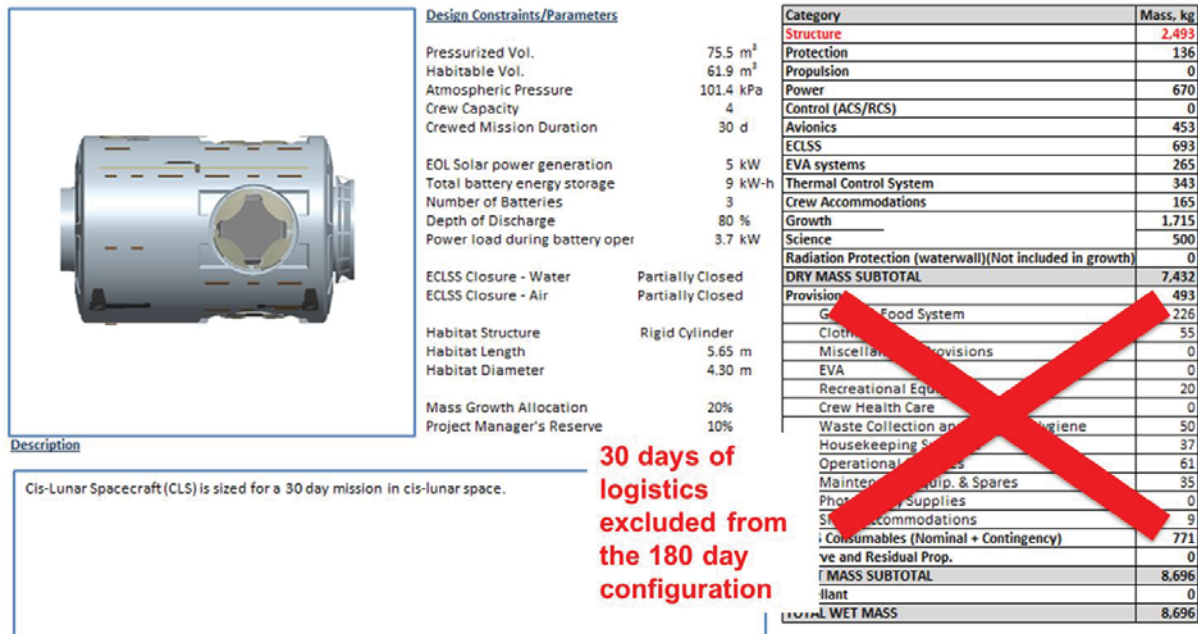 Design Constraints/Parameters
Pressurized Vol. 75.5 m³
Habitable Vol. 61.9 m³
Atmospheric Pressure 101.4 kPa
Crew Capacity 4
Crewed Mission Duration 30 d
EOL Solar power generation 5 kW
Total battery energy storage 9 kW-h
Number of Batteries 3
Depth of Discharge 80 %
Power load during battery oper 3.7 kW
ECLSS Closure - Water Partially Closed
ECLSS Closure - Air Partially Closed
Habitat Structure Rigid Cylinder
Habitat Length 5.65 m
Habitat Diameter 4.30 m
Mass Growth Allocation 20%
Project Manager's Reserve 10%
Category Mass, kg
Structure 2,493
Protection 136
Propulsion 0
Power 670
Control (ACS/RCS) 0
Avionics 453
ECLSS 693
EVA systems 265
Thermal Control System 343
Crew Accommodations 165
Growth 1,715
Science 500
Radiation Protection (waterwall)(Not included in growth) 0
DRY MASS SUBTOTAL 7,432
Provision 493
Food System 226
55
Provisions 0
EVA 0
Recreational 20
Crew Health Care 0
Waste Collection 50
Housekeeping 37
Operational 61
Equip. & Spares 35
Supplies 0
9
Consumables (Nominal + Contingency) 771
and Residual Prop. 0
MASS SUBTOTAL 8,696
0
TOTAL WET MASS 8,696
30 days of
logistics
excluded from
the 180 day
configuration
Description
Cis-Lunar Spacecraft (CLS) is sized for a 30 day mission in cis-lunar space.